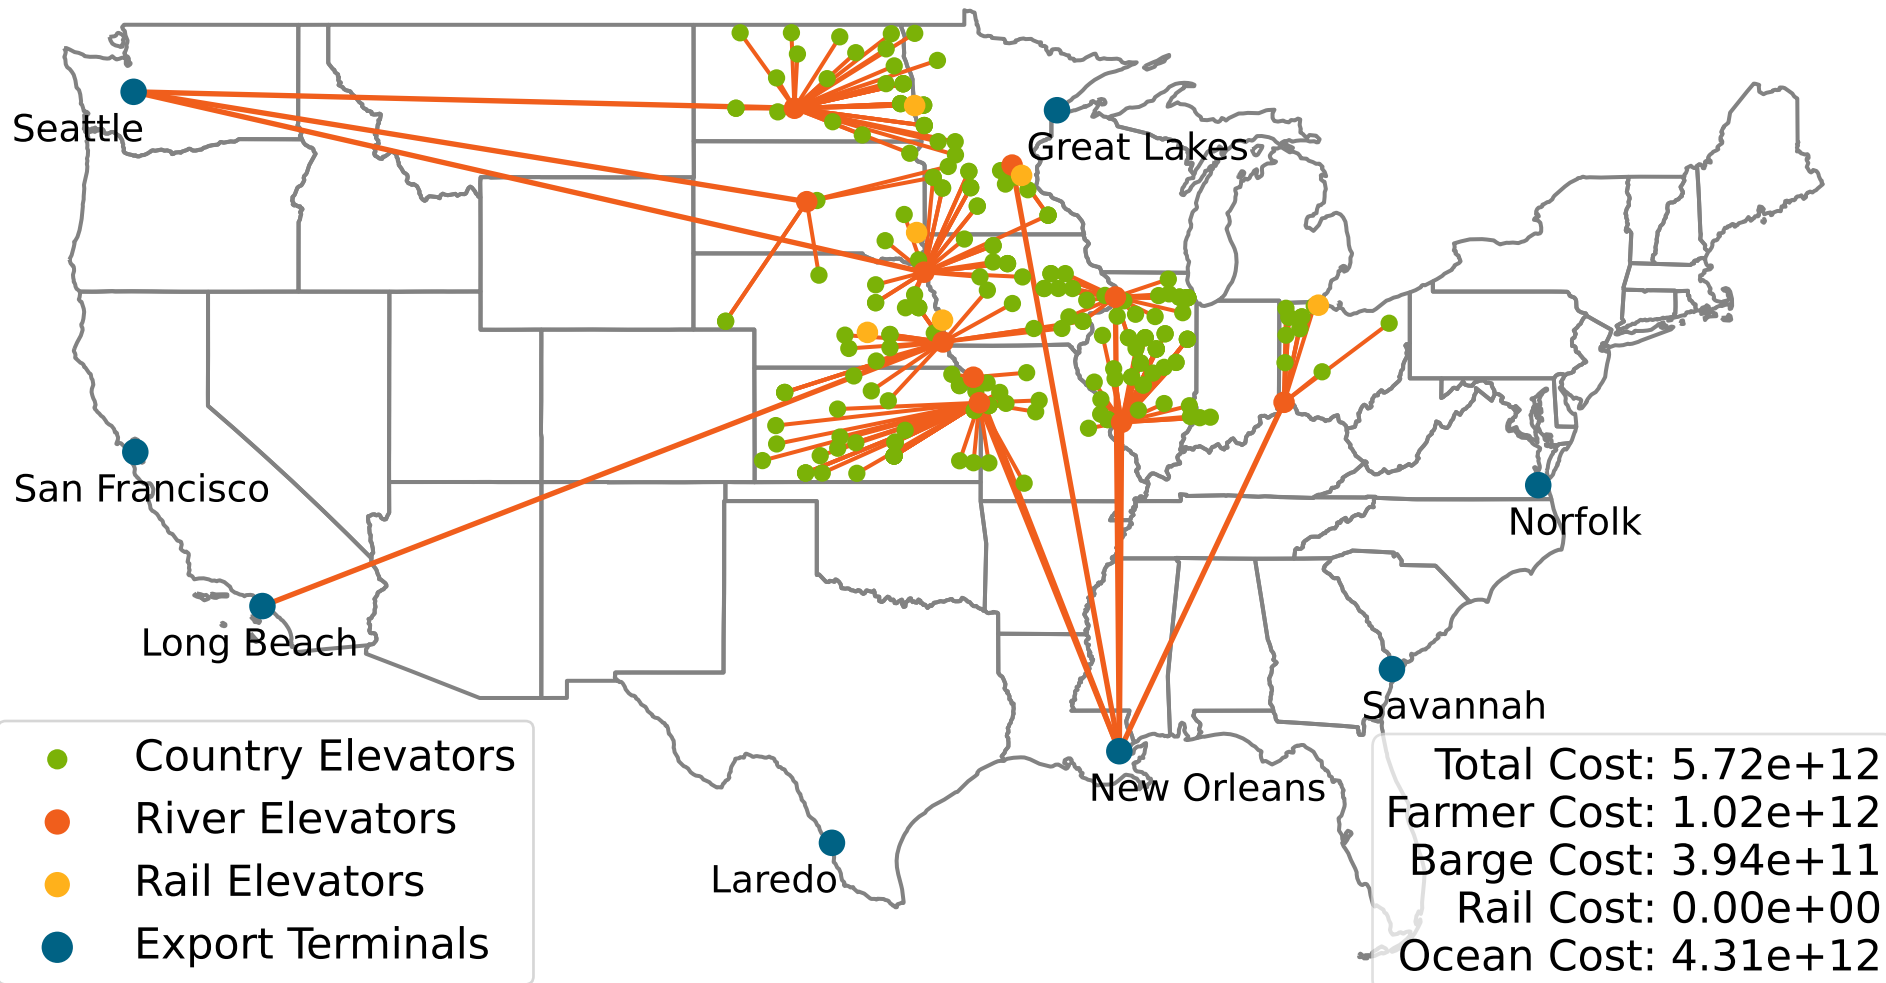 Seattle
Great Lakes
San Francisco
Norfolk
Long Beach
Savannah
New Orleans
Laredo
Country Elevators
River Elevators
Rail Elevators
Export Terminals
Total Cost: 5.72e+12
Farmer Cost: 1.02e+12
Barge Cost: 3.94e+11
Rail Cost: 0.00e+00
Ocean Cost: 4.31e+12